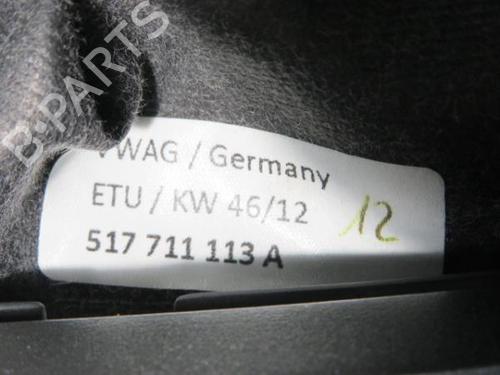 B-PARTS
VWAG / Germany
ETU / KW 46/12
12
517 711 113 A